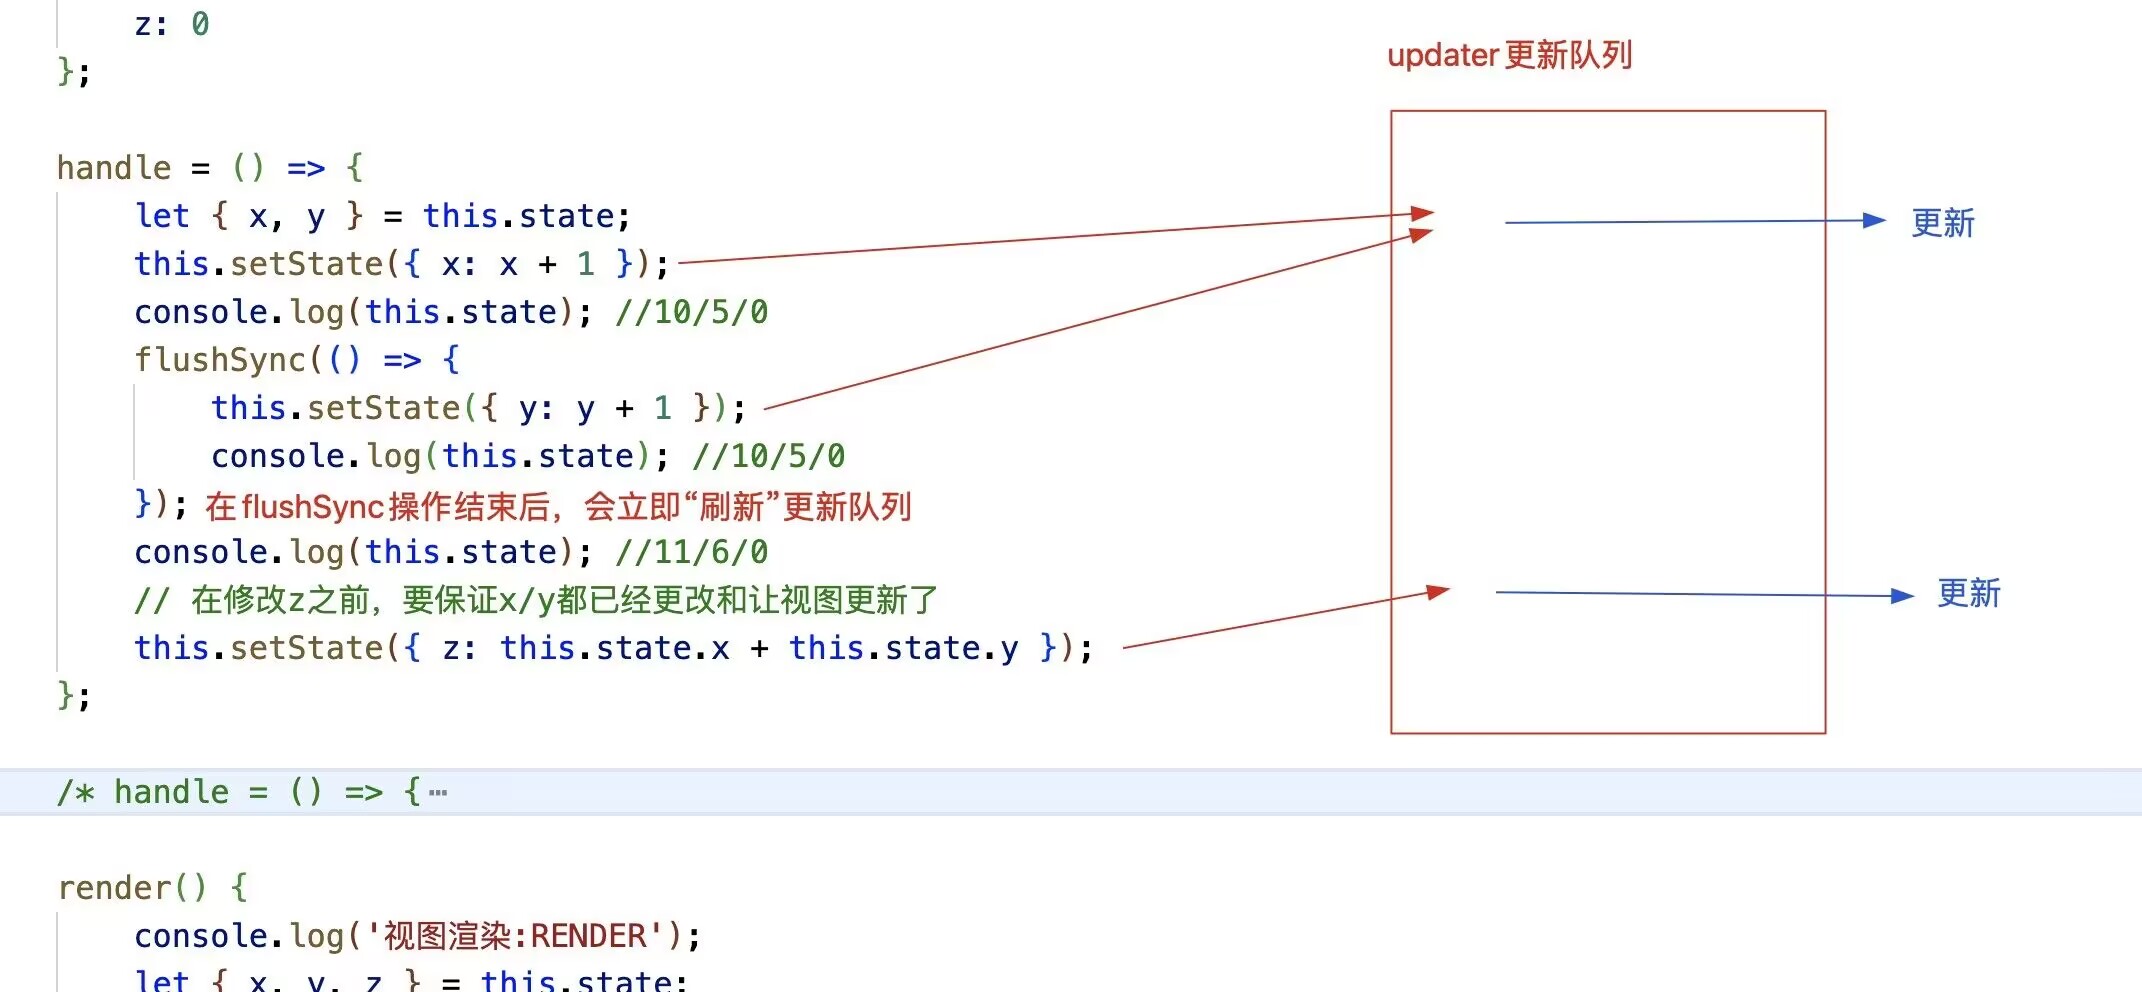 z: 0
};
updater更新队列
handle = () => {
let { x, y } = this.state;
this.setState({ x: x + 1 });
更新
console.log(this.state); //10/5/0
flushSync(() => {
this.setState({ y: y + 1 });
console.log(this.state); //10/5/0
}); 在flushSync操作结束后，会立即“刷新”更新队列
console.log(this.state); //11/6/0
// 在修改z之前，要保证x/y都已经更改和让视图更新了
更新
this.setState({ z: this.state.x + this.state.y });
};
/* handle = () => {…
render() {
console.log('视图渲染:RENDER');
let { x, y, z } = this.state;